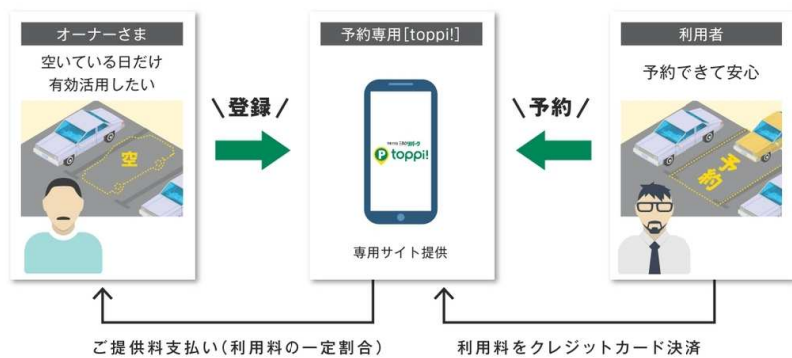 オーナーさま
空いている日だけ
有効活用したい
空
\ 登録 /
予約専用[toppi!]
P toppi!
専用サイト提供
\ 予約 /
利用者
予約できて安心
予約
ご提供料支払い(利用料の一定割合)
利用料をクレジットカード決済